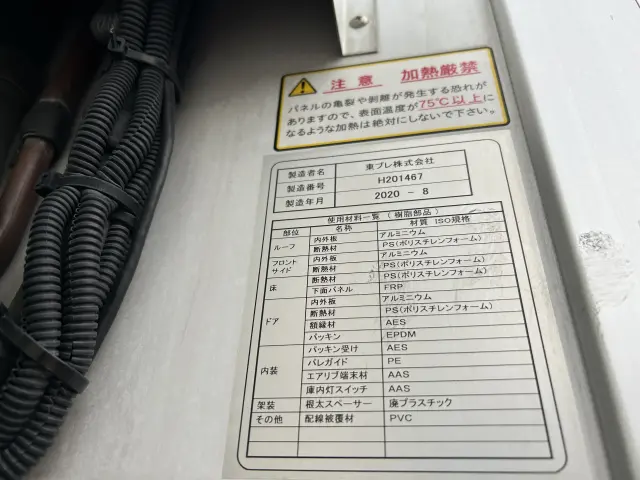 注意 加熱厳禁
パネルの亀裂や剥離が発生する恐れが
ありますので、表面温度が75℃以上に
なるような加熱は絶対にしないで下さい。
製造者名 東プレ株式会社
製造番号 H201467
製造年月 2020 - 8
使用材料一覧 (樹脂部品)
部位 名称 材質 ISO規格
ルーフ 内外板 アルミニウム
断熱材 PS(ポリスチレンフォーム)
フロントサイド 内外板 アルミニウム
断熱材 PS(ポリスチレンフォーム)
床 断熱材 PS(ポリスチレンフォーム)
下面パネル FRP
ドア 内外板 アルミニウム
断熱材 PS(ポリスチレンフォーム)
額縁材 AES
パッキン EPDM
内装 パッキン受け AES
バレガイド PE
エアリブ端末材 AAS
庫内灯スイッチ AAS
架装 根太スペーサー 廃プラスチック
その他 配線被覆材 PVC